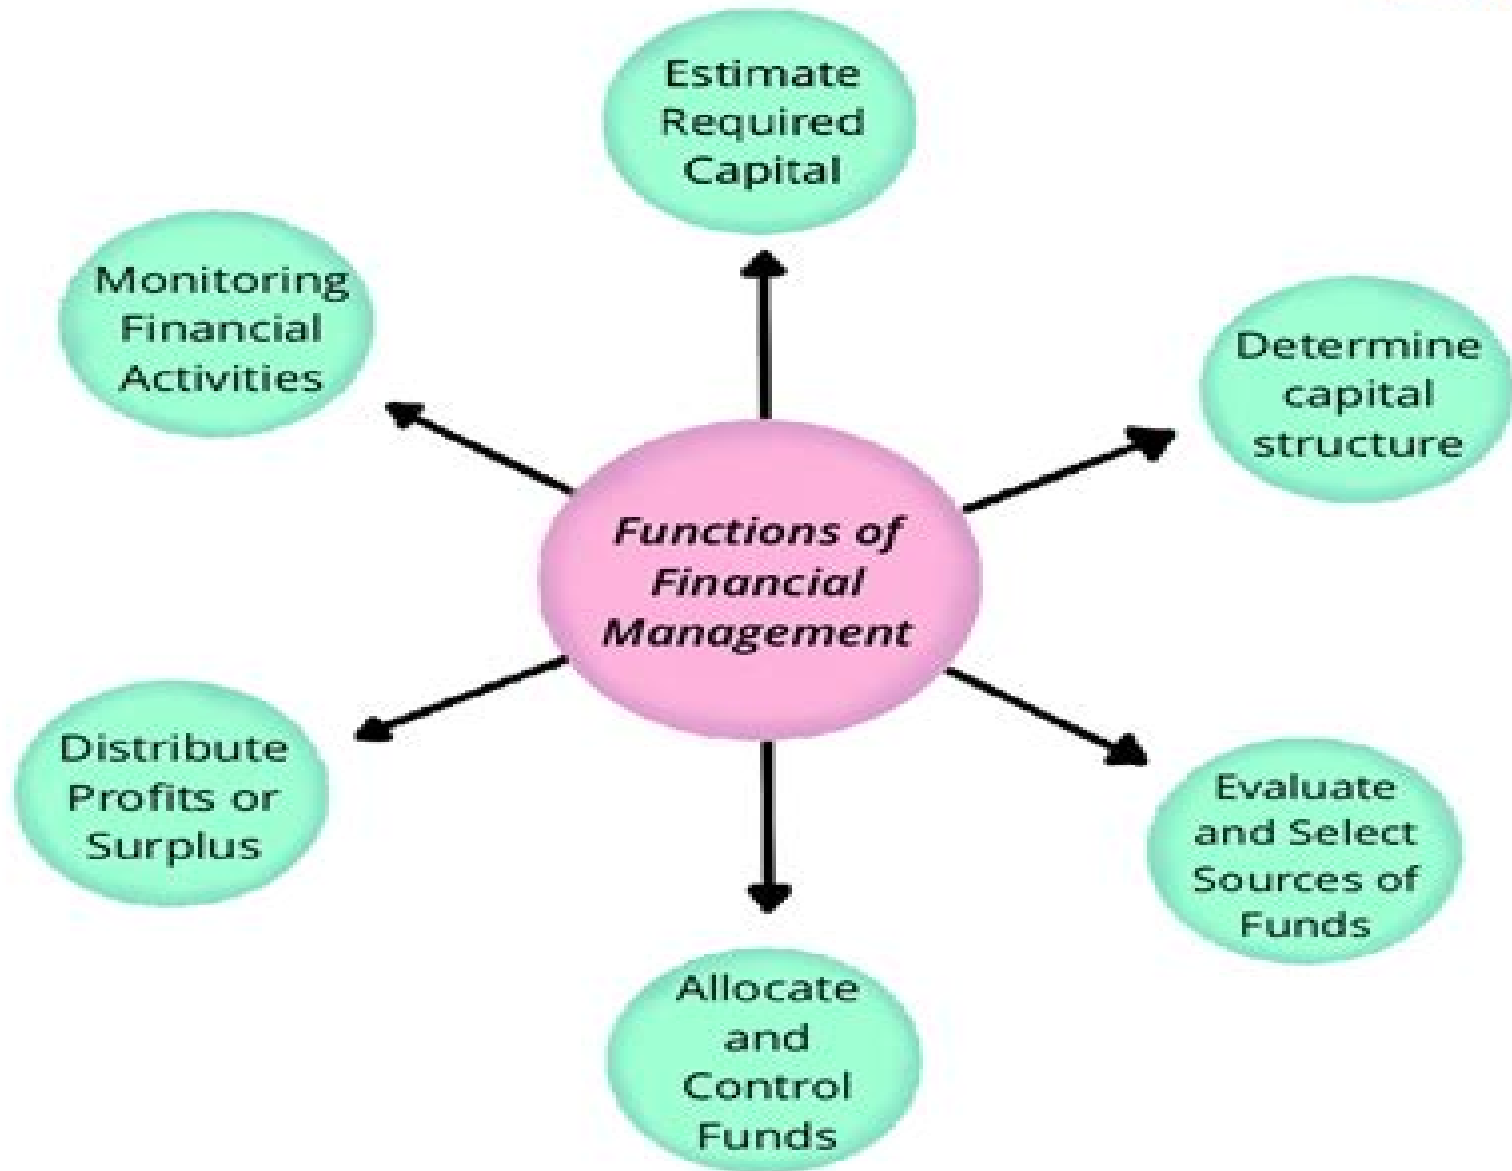 Estimate
Required
Capital
Monitoring
Financial
Activities
Determine
capital
structure
Functions of
Financial
Management
Distribute
Profits or
Surplus
Evaluate
and Select
Sources of
Funds
Allocate
and
Control
Funds